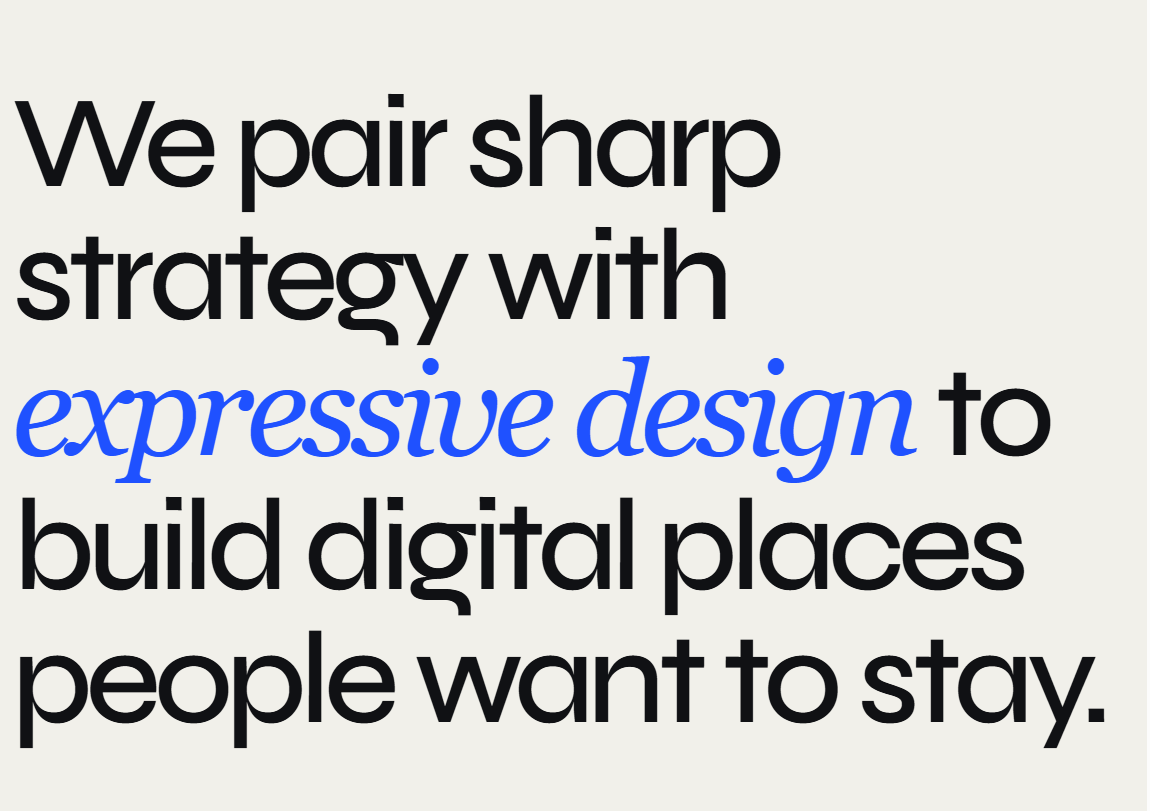 We pair sharp
strategy with
expressive design to
build digital places
people want to stay.